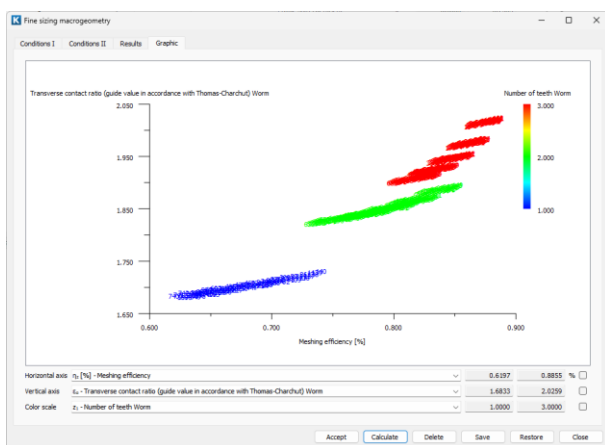 Fine sizing macrogeometry
Conditions I Conditions II Results Graphic
Transverse contact ratio (guide value in accordance with Thomas-Charchut) Worm
Number of teeth Worm
2.050
3.000
1.950
2.000
1.850
1.000
1.750
1.650
0.600 0.700 0.800 0.900
Meshing efficiency [%]
Horizontal axis ηz [%] - Meshing efficiency 0.6197 0.8855 %
Vertical axis εα - Transverse contact ratio (guide value in accordance with Thomas-Charchut) Worm 1.6833 2.0259
Color scale z₁ - Number of teeth Worm 1.0000 3.0000
Accept Calculate Delete Save Restore Close